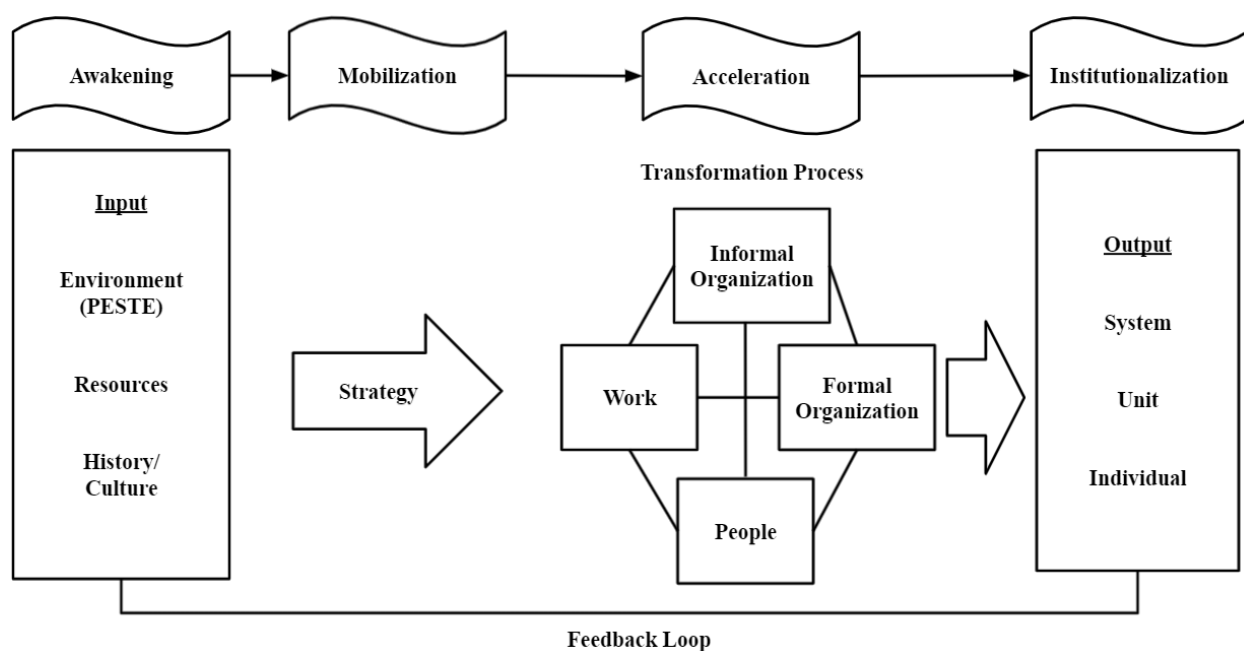 Awakening
Mobilization
Acceleration
Institutionalization
Input
Environment
(PESTE)
Resources
History/
Culture
Strategy
Transformation Process
Informal
Organization
Work
Formal
Organization
People
Output
System
Unit
Individual
Feedback Loop